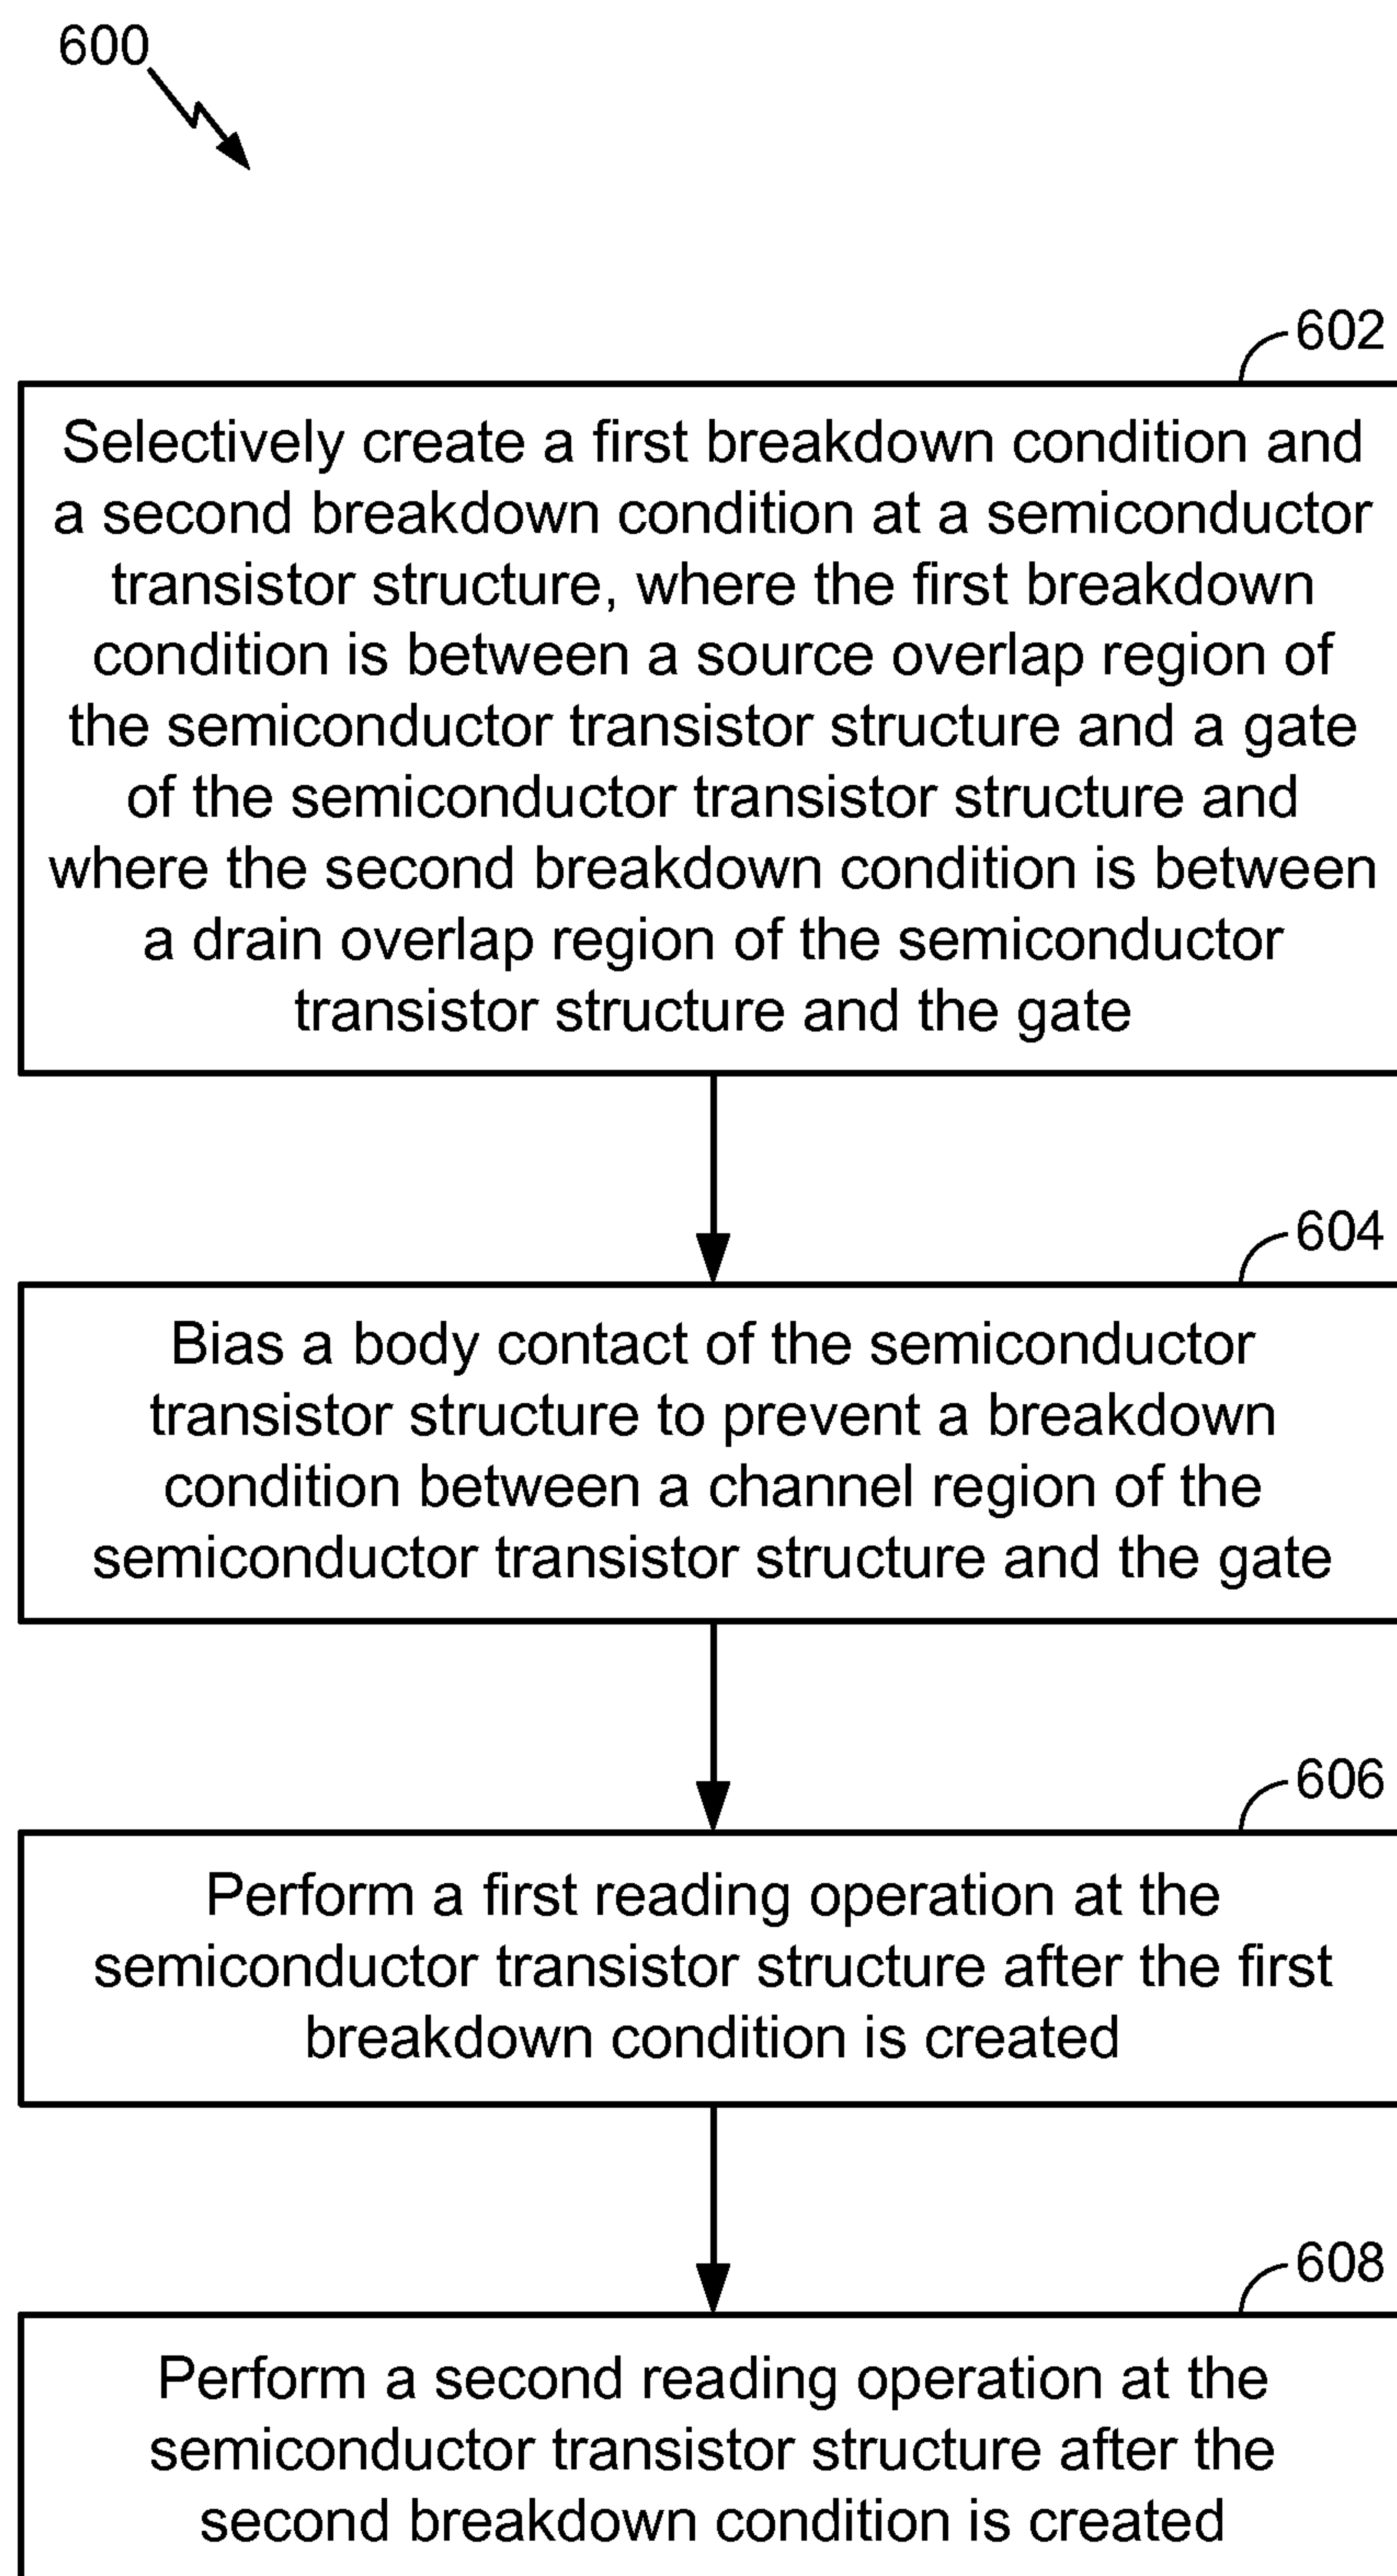 600
602
Selectively create a first breakdown condition and
a second breakdown condition at a semiconductor
transistor structure, where the first breakdown
condition is between a source overlap region of
the semiconductor transistor structure and a gate
of the semiconductor transistor structure and
where the second breakdown condition is between
a drain overlap region of the semiconductor
transistor structure and the gate
604
Bias a body contact of the semiconductor
transistor structure to prevent a breakdown
condition between a channel region of the
semiconductor transistor structure and the gate
606
Perform a first reading operation at the
semiconductor transistor structure after the first
breakdown condition is created
608
Perform a second reading operation at the
semiconductor transistor structure after the
second breakdown condition is created